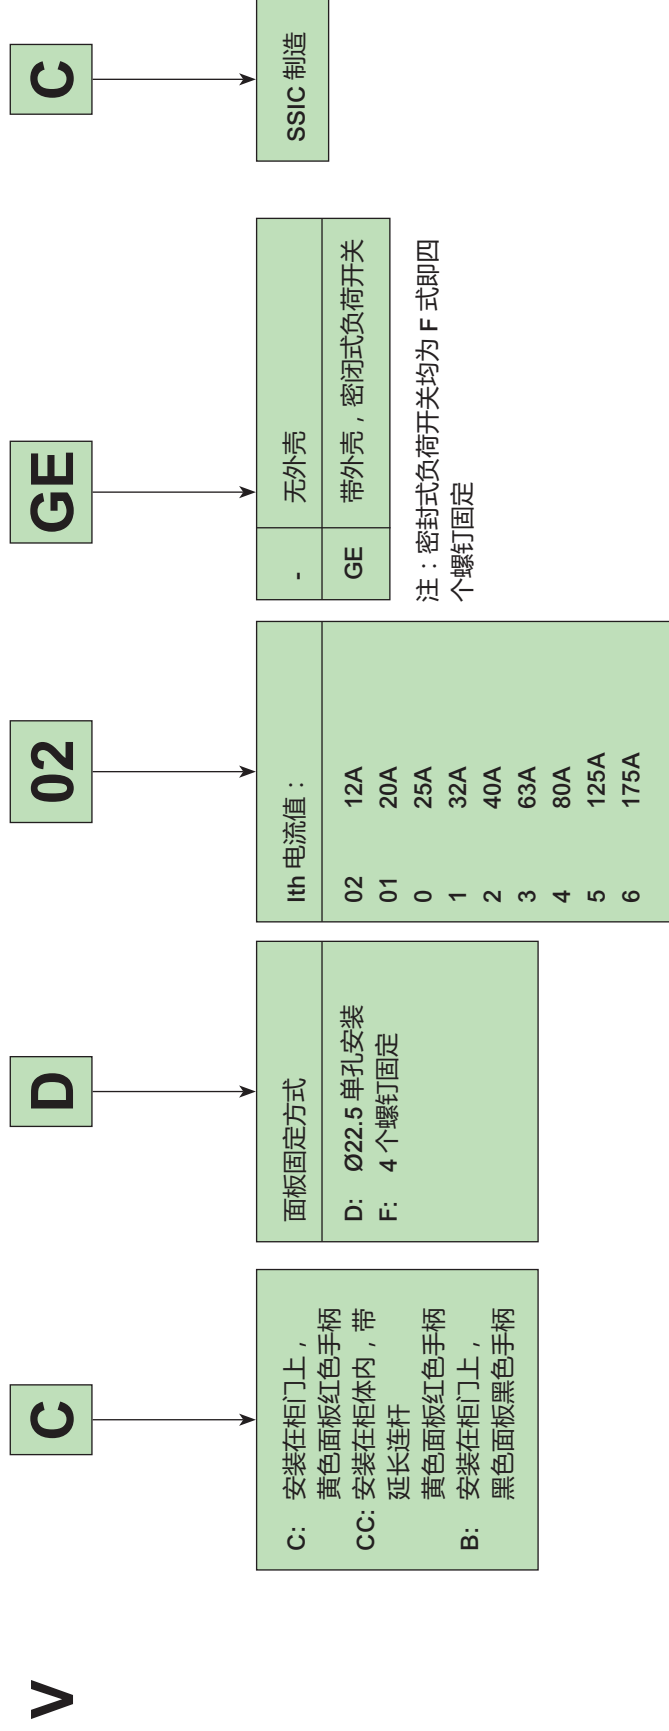 V
C
D
02
GE
C
C: 安装在柜门上，
黄色面板红色手柄
CC: 安装在柜体内，带
延长连杆
黄色面板红色手柄
B: 安装在柜门上，
黑色面板黑色手柄
面板固定方式
D: Ø22.5 单孔安装
F: 4 个螺钉固定
Ith 电流值：
02 12A
01 20A
0 25A
1 32A
2 40A
3 63A
4 80A
5 125A
6 175A
- 无外壳
GE 带外壳，密闭式负荷开关
注：密封式负荷开关均为 F 式即四
个螺钉固定
SSIC 制造